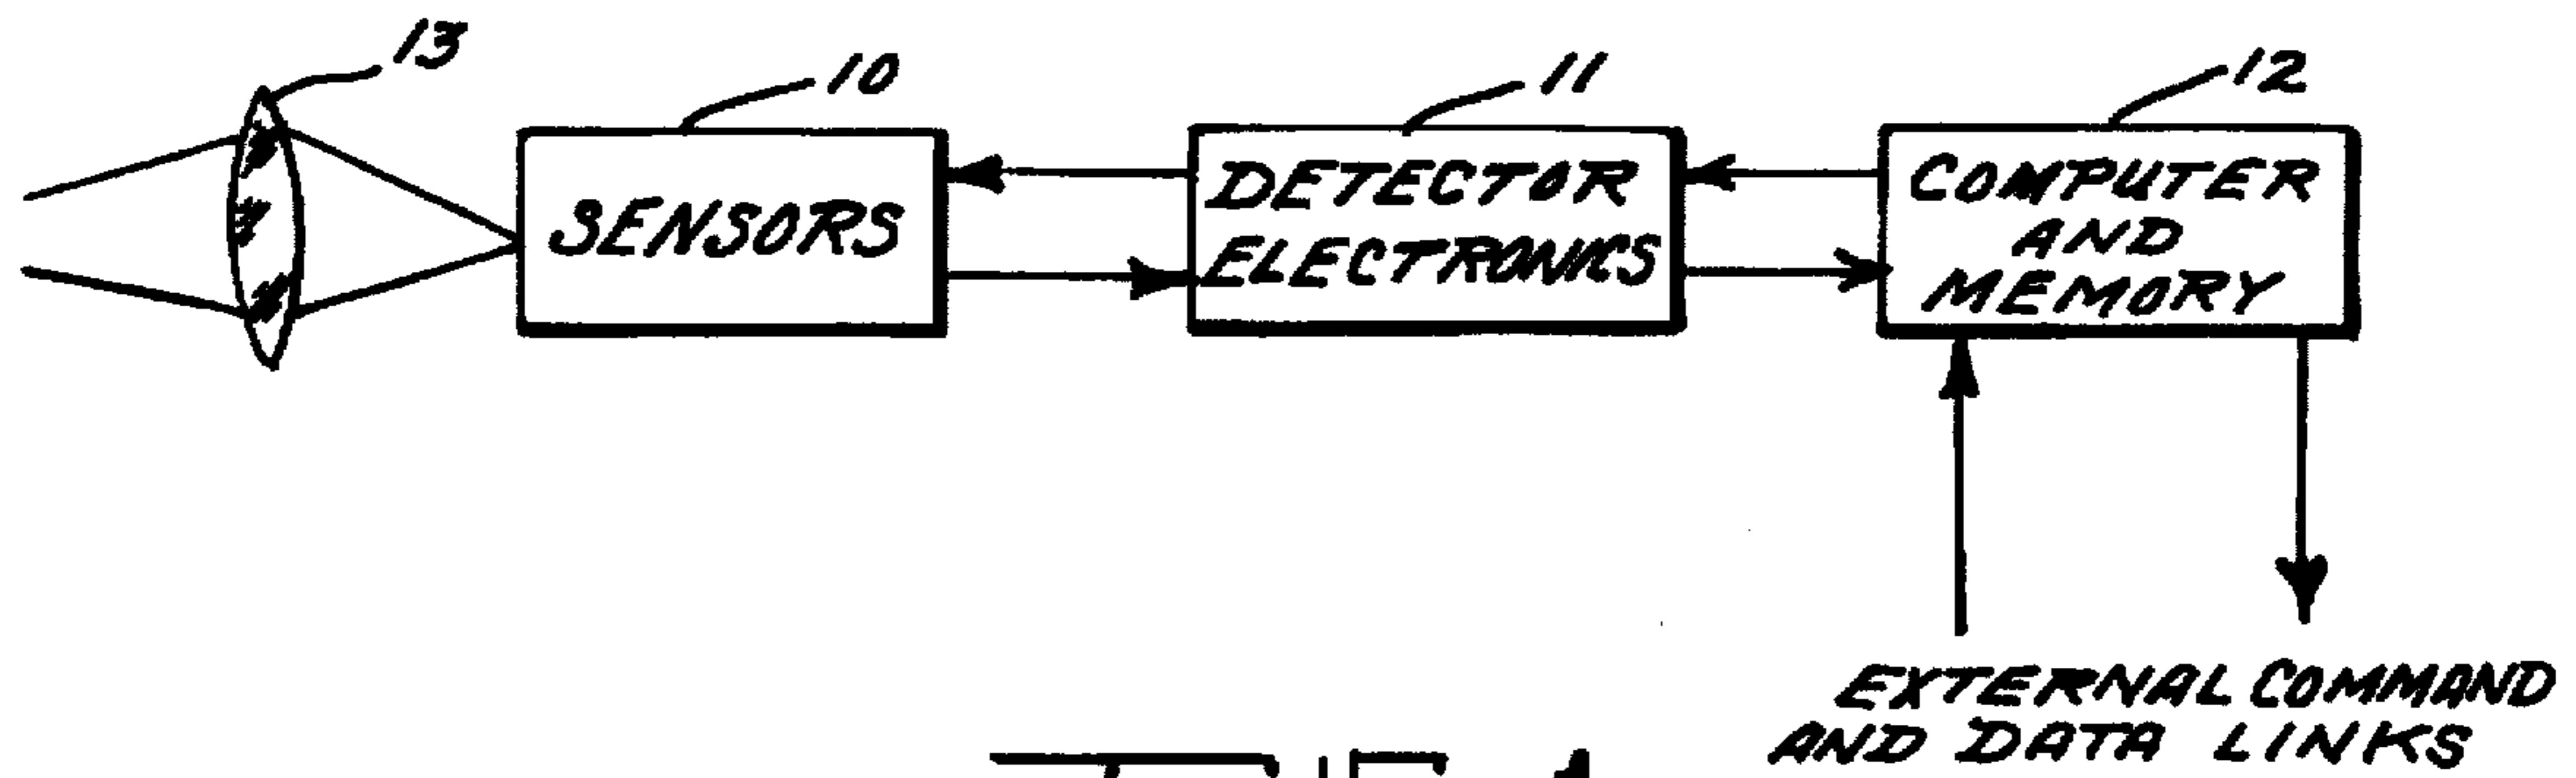 13
10
11
12
SENSORS
DETECTOR
ELECTRONICS
COMPUTER
AND
MEMORY
EXTERNAL COMMAND
AND DATA LINKS